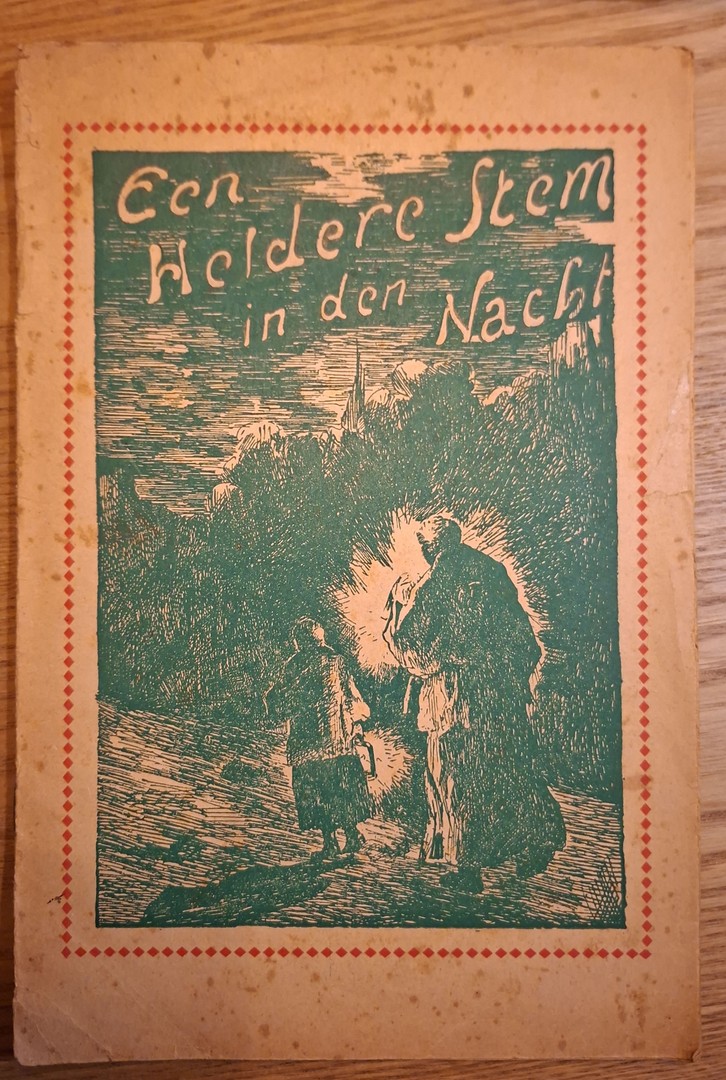 Een
Heldere Stem
in den Nacht